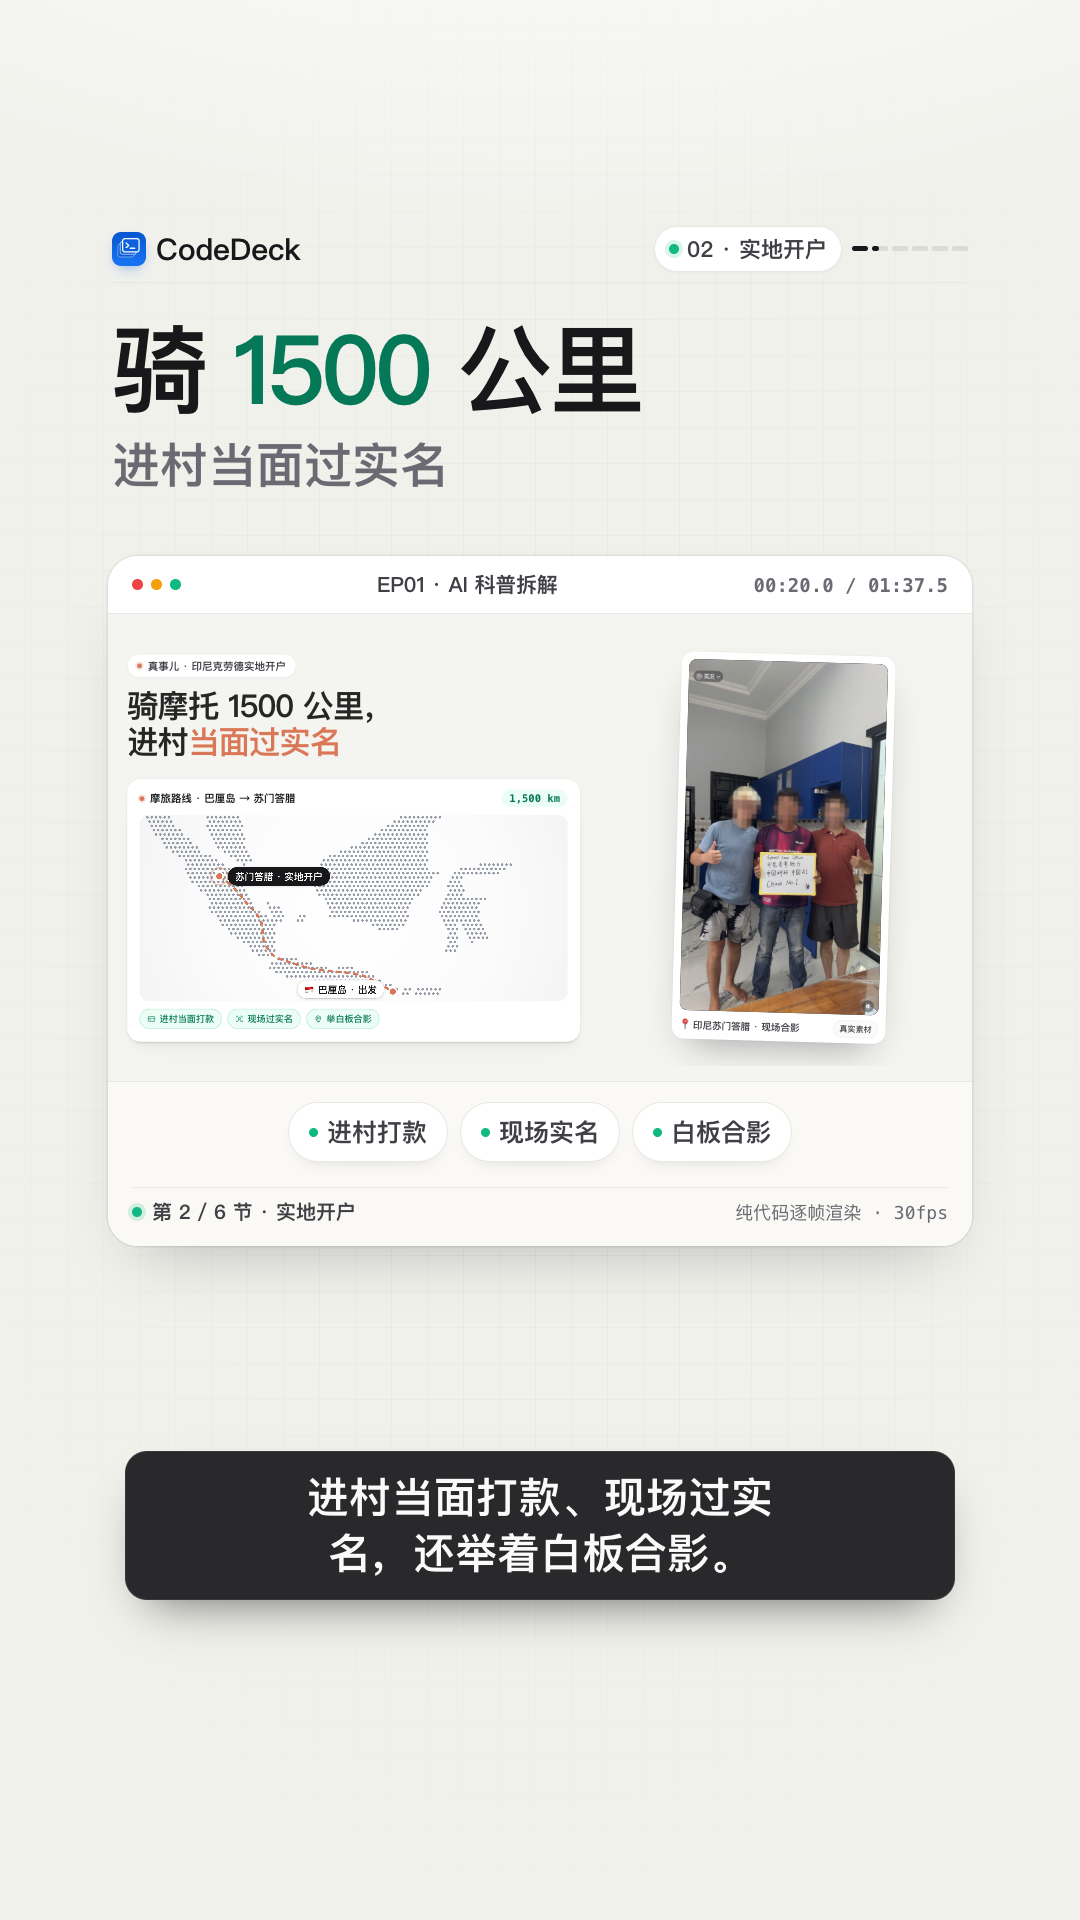 CodeDeck
02 · 实地开户
骑 1500 公里
进村当面过实名
EP01 · AI 科普拆解
00:20.0 / 01:37.5
真事儿 · 印尼克劳德实地开户
骑摩托 1500 公里，
进村当面过实名
摩旅路线 · 巴厘岛 → 苏门答腊
1,500 km
苏门答腊 · 实地开户
巴厘岛 · 出发
进村当面打款
现场过实名
举白板合影
China No.1
印尼苏门答腊 · 现场合影
真实素材
进村打款
现场实名
白板合影
第 2 / 6 节 · 实地开户
纯代码逐帧渲染 · 30fps
进村当面打款、现场过实
名，还举着白板合影。